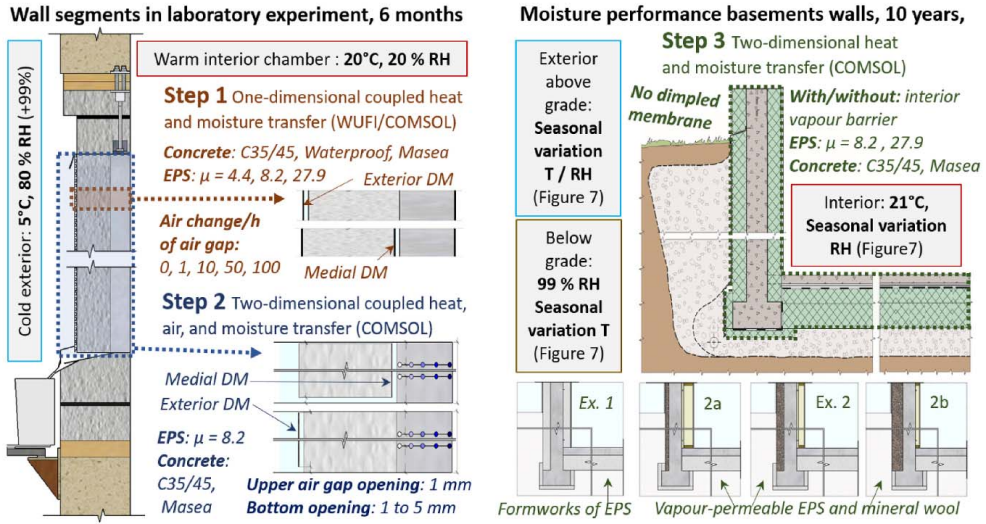 Wall segments in laboratory experiment, 6 months
Cold exterior: 5°C, 80 % RH (+99%)
Warm interior chamber : 20°C, 20 % RH
Step 1 One-dimensional coupled heat
and moisture transfer (WUFI/COMSOL)
Concrete: C35/45, Waterproof, Masea
EPS: μ = 4.4, 8.2, 27.9
Exterior DM
Air change/h
of air gap:
0, 1, 10, 50, 100
Medial DM
Step 2 Two-dimensional coupled heat,
air, and moisture transfer (COMSOL)
Medial DM
Exterior DM
EPS: μ = 8.2
Concrete:
C35/45,
Masea
Upper air gap opening: 1 mm
Bottom opening: 1 to 5 mm
Moisture performance basements walls, 10 years,
Exterior
above
grade:
Seasonal
variation
T / RH
(Figure 7)
Below
grade:
99 % RH
Seasonal
variation T
(Figure 7)
Step 3 Two-dimensional heat
and moisture transfer (COMSOL)
No dimpled
membrane
With/without: interior
vapour barrier
EPS: μ = 8.2 , 27.9
Concrete: C35/45, Masea
Interior: 21°C,
Seasonal variation
RH (Figure7)
Ex. 1
2a
Ex. 2
2b
Formworks of EPS
Vapour-permeable EPS and mineral wool